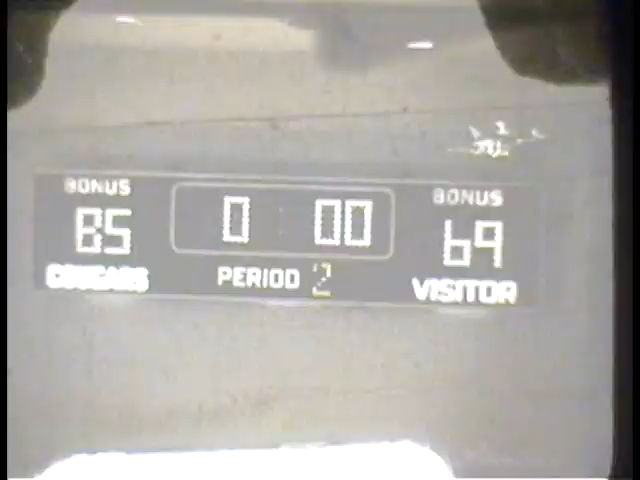 BONUS
BONUS
85
0 : 00
69
COUGARS
PERIOD 2
VISITOR